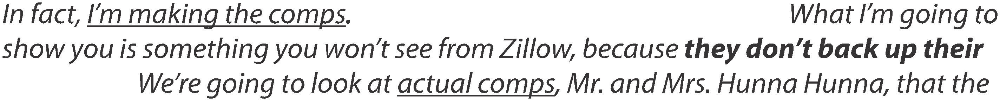 In fact, I’m making the comps. What I’m going to
show you is something you won’t see from Zillow, because they don’t back up their
We’re going to look at actual comps, Mr. and Mrs. Hunna Hunna, that the